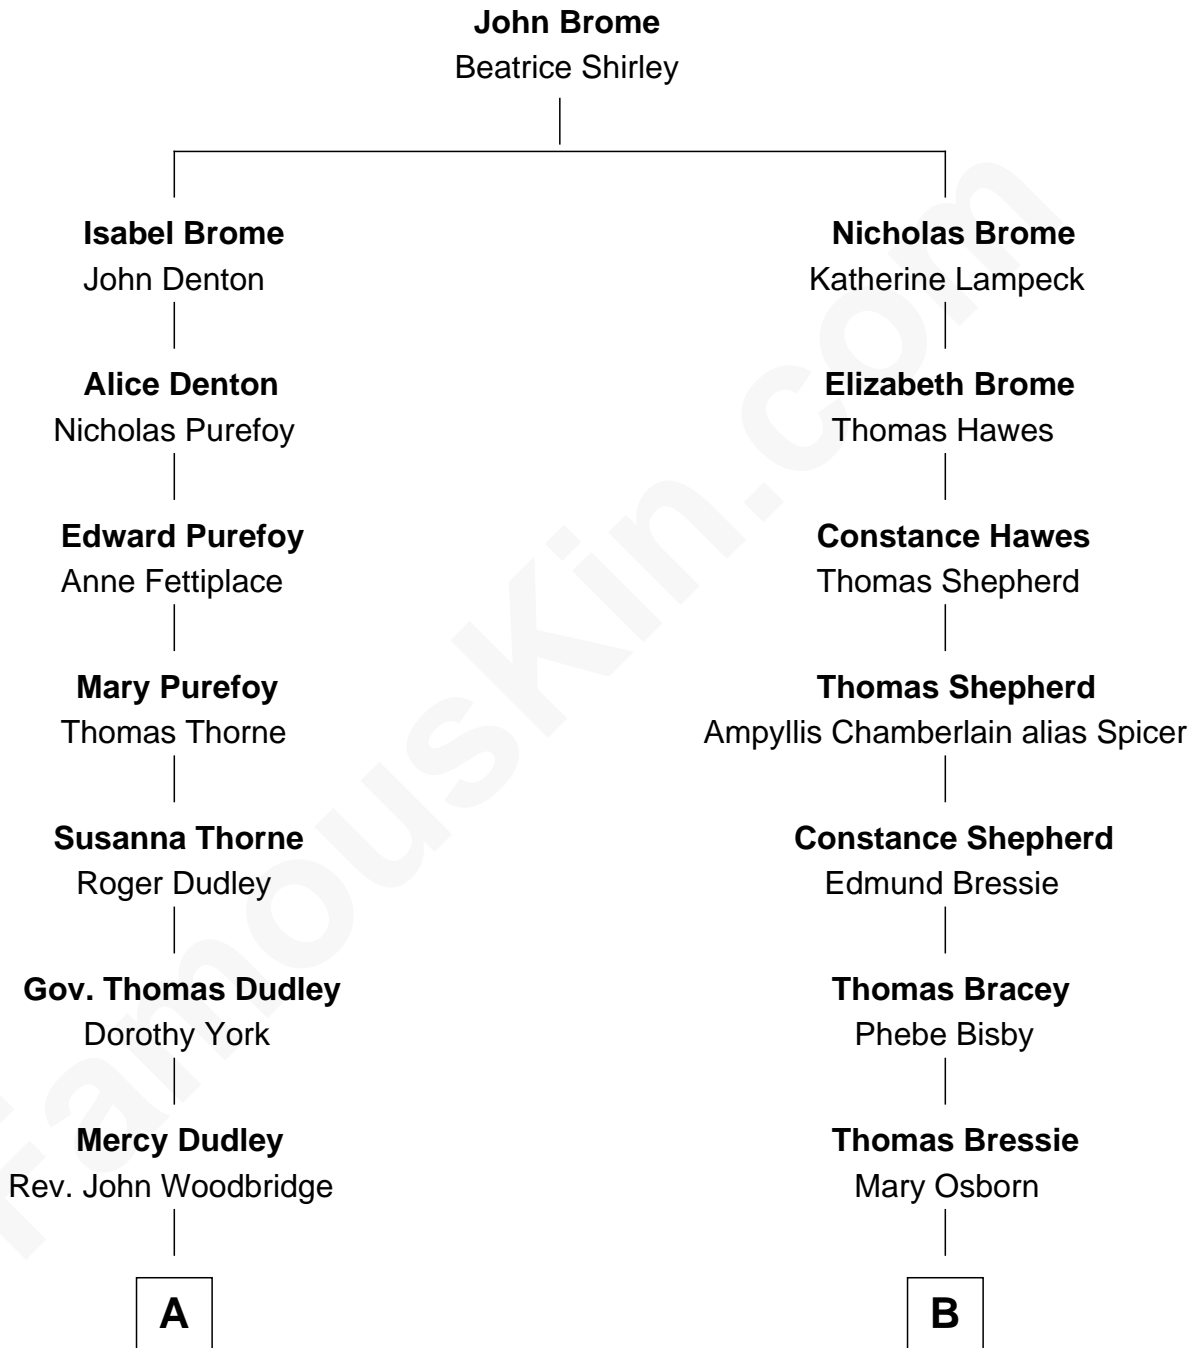 John Brome
Beatrice Shirley
Isabel Brome
John Denton
Nicholas Brome
Katherine Lampeck
Alice Denton
Nicholas Purefoy
Elizabeth Brome
Thomas Hawes
Edward Purefoy
Anne Fettiplace
Constance Hawes
Thomas Shepherd
Mary Purefoy
Thomas Thorne
Thomas Shepherd
Ampyllis Chamberlain alias Spicer
Susanna Thorne
Roger Dudley
Constance Shepherd
Edmund Bressie
Gov. Thomas Dudley
Dorothy York
Thomas Bracey
Phebe Bisby
Mercy Dudley
Rev. John Woodbridge
Thomas Bressie
Mary Osborn
A
B
FamousKin.com